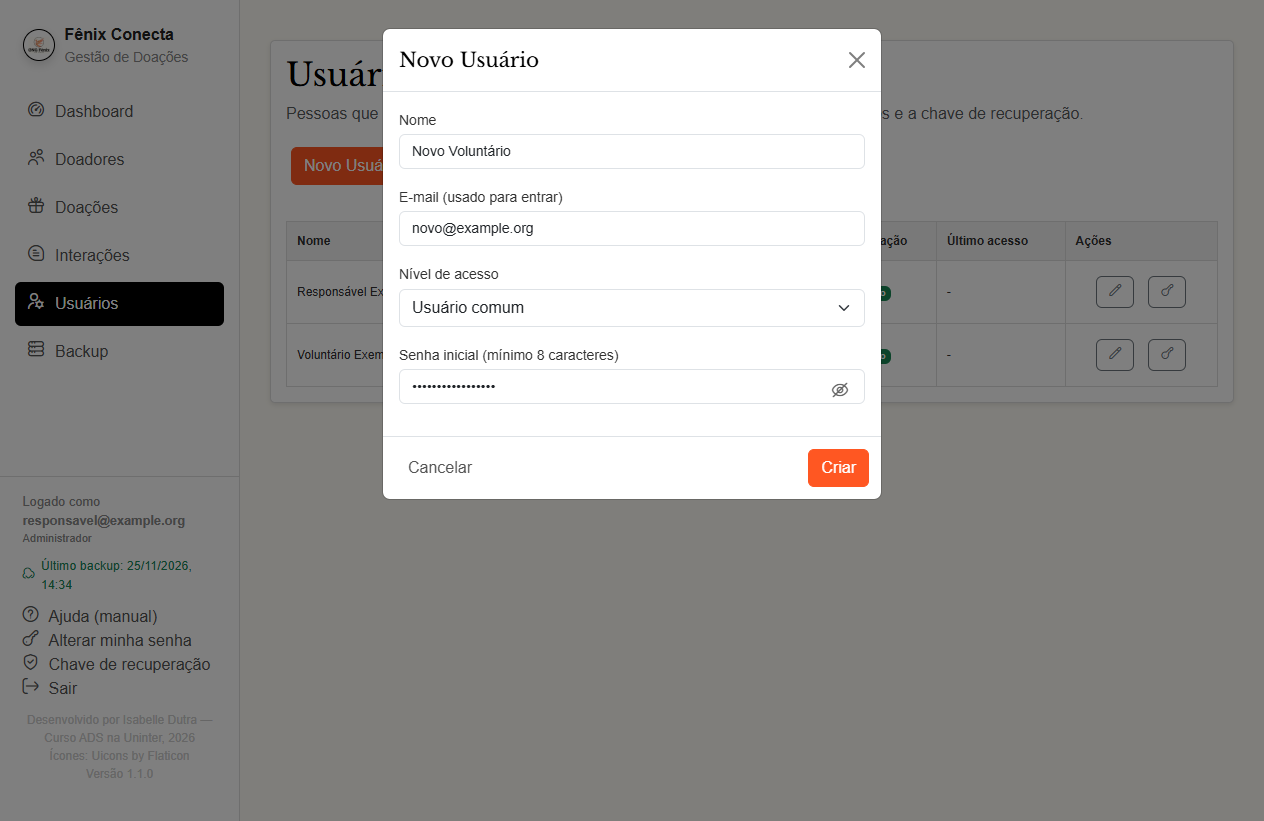 Fênix Conecta
Gestão de Doações
Dashboard
Doadores
Doações
Interações
Usuários
Backup
Logado como
responsavel@example.org
Administrador
Último backup: 25/11/2026,
14:34
Ajuda (manual)
Alterar minha senha
Chave de recuperação
Sair
Desenvolvido por Isabelle Dutra —
Curso ADS na Uninter, 2026
Ícones: Uicons by Flaticon
Versão 1.1.0
Usuár
Pessoas que
s e a chave de recuperação.
Novo Usuá
Nome
ação
Último acesso
Ações
Responsável Ex
o
-
Voluntário Exem
o
-
Novo Usuário
Nome
Novo Voluntário
E-mail (usado para entrar)
novo@example.org
Nível de acesso
Usuário comum
Senha inicial (mínimo 8 caracteres)
•••••••••••••••••
Cancelar
Criar